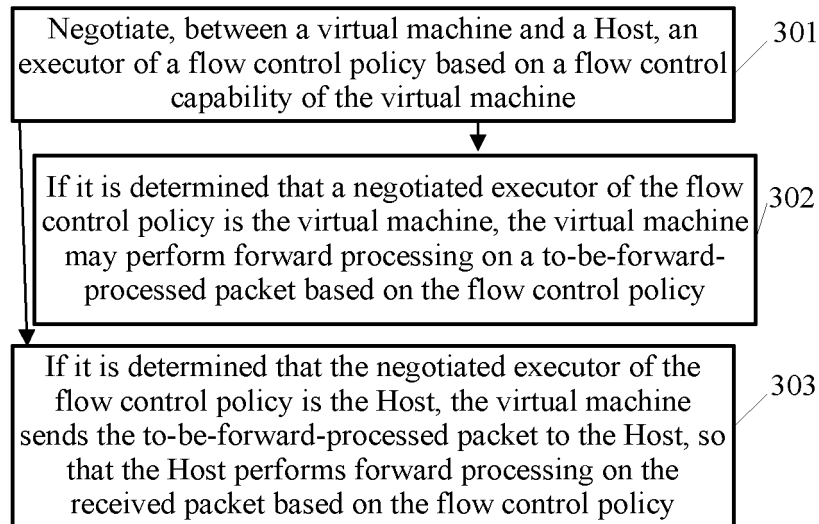 Negotiate, between a virtual machine and a Host, an
executor of a flow control policy based on a flow control
capability of the virtual machine
301
If it is determined that a negotiated executor of the flow
control policy is the virtual machine, the virtual machine
may perform forward processing on a to-be-forward-
processed packet based on the flow control policy
302
If it is determined that the negotiated executor of the
flow control policy is the Host, the virtual machine
sends the to-be-forward-processed packet to the Host, so
that the Host performs forward processing on the
received packet based on the flow control policy
303